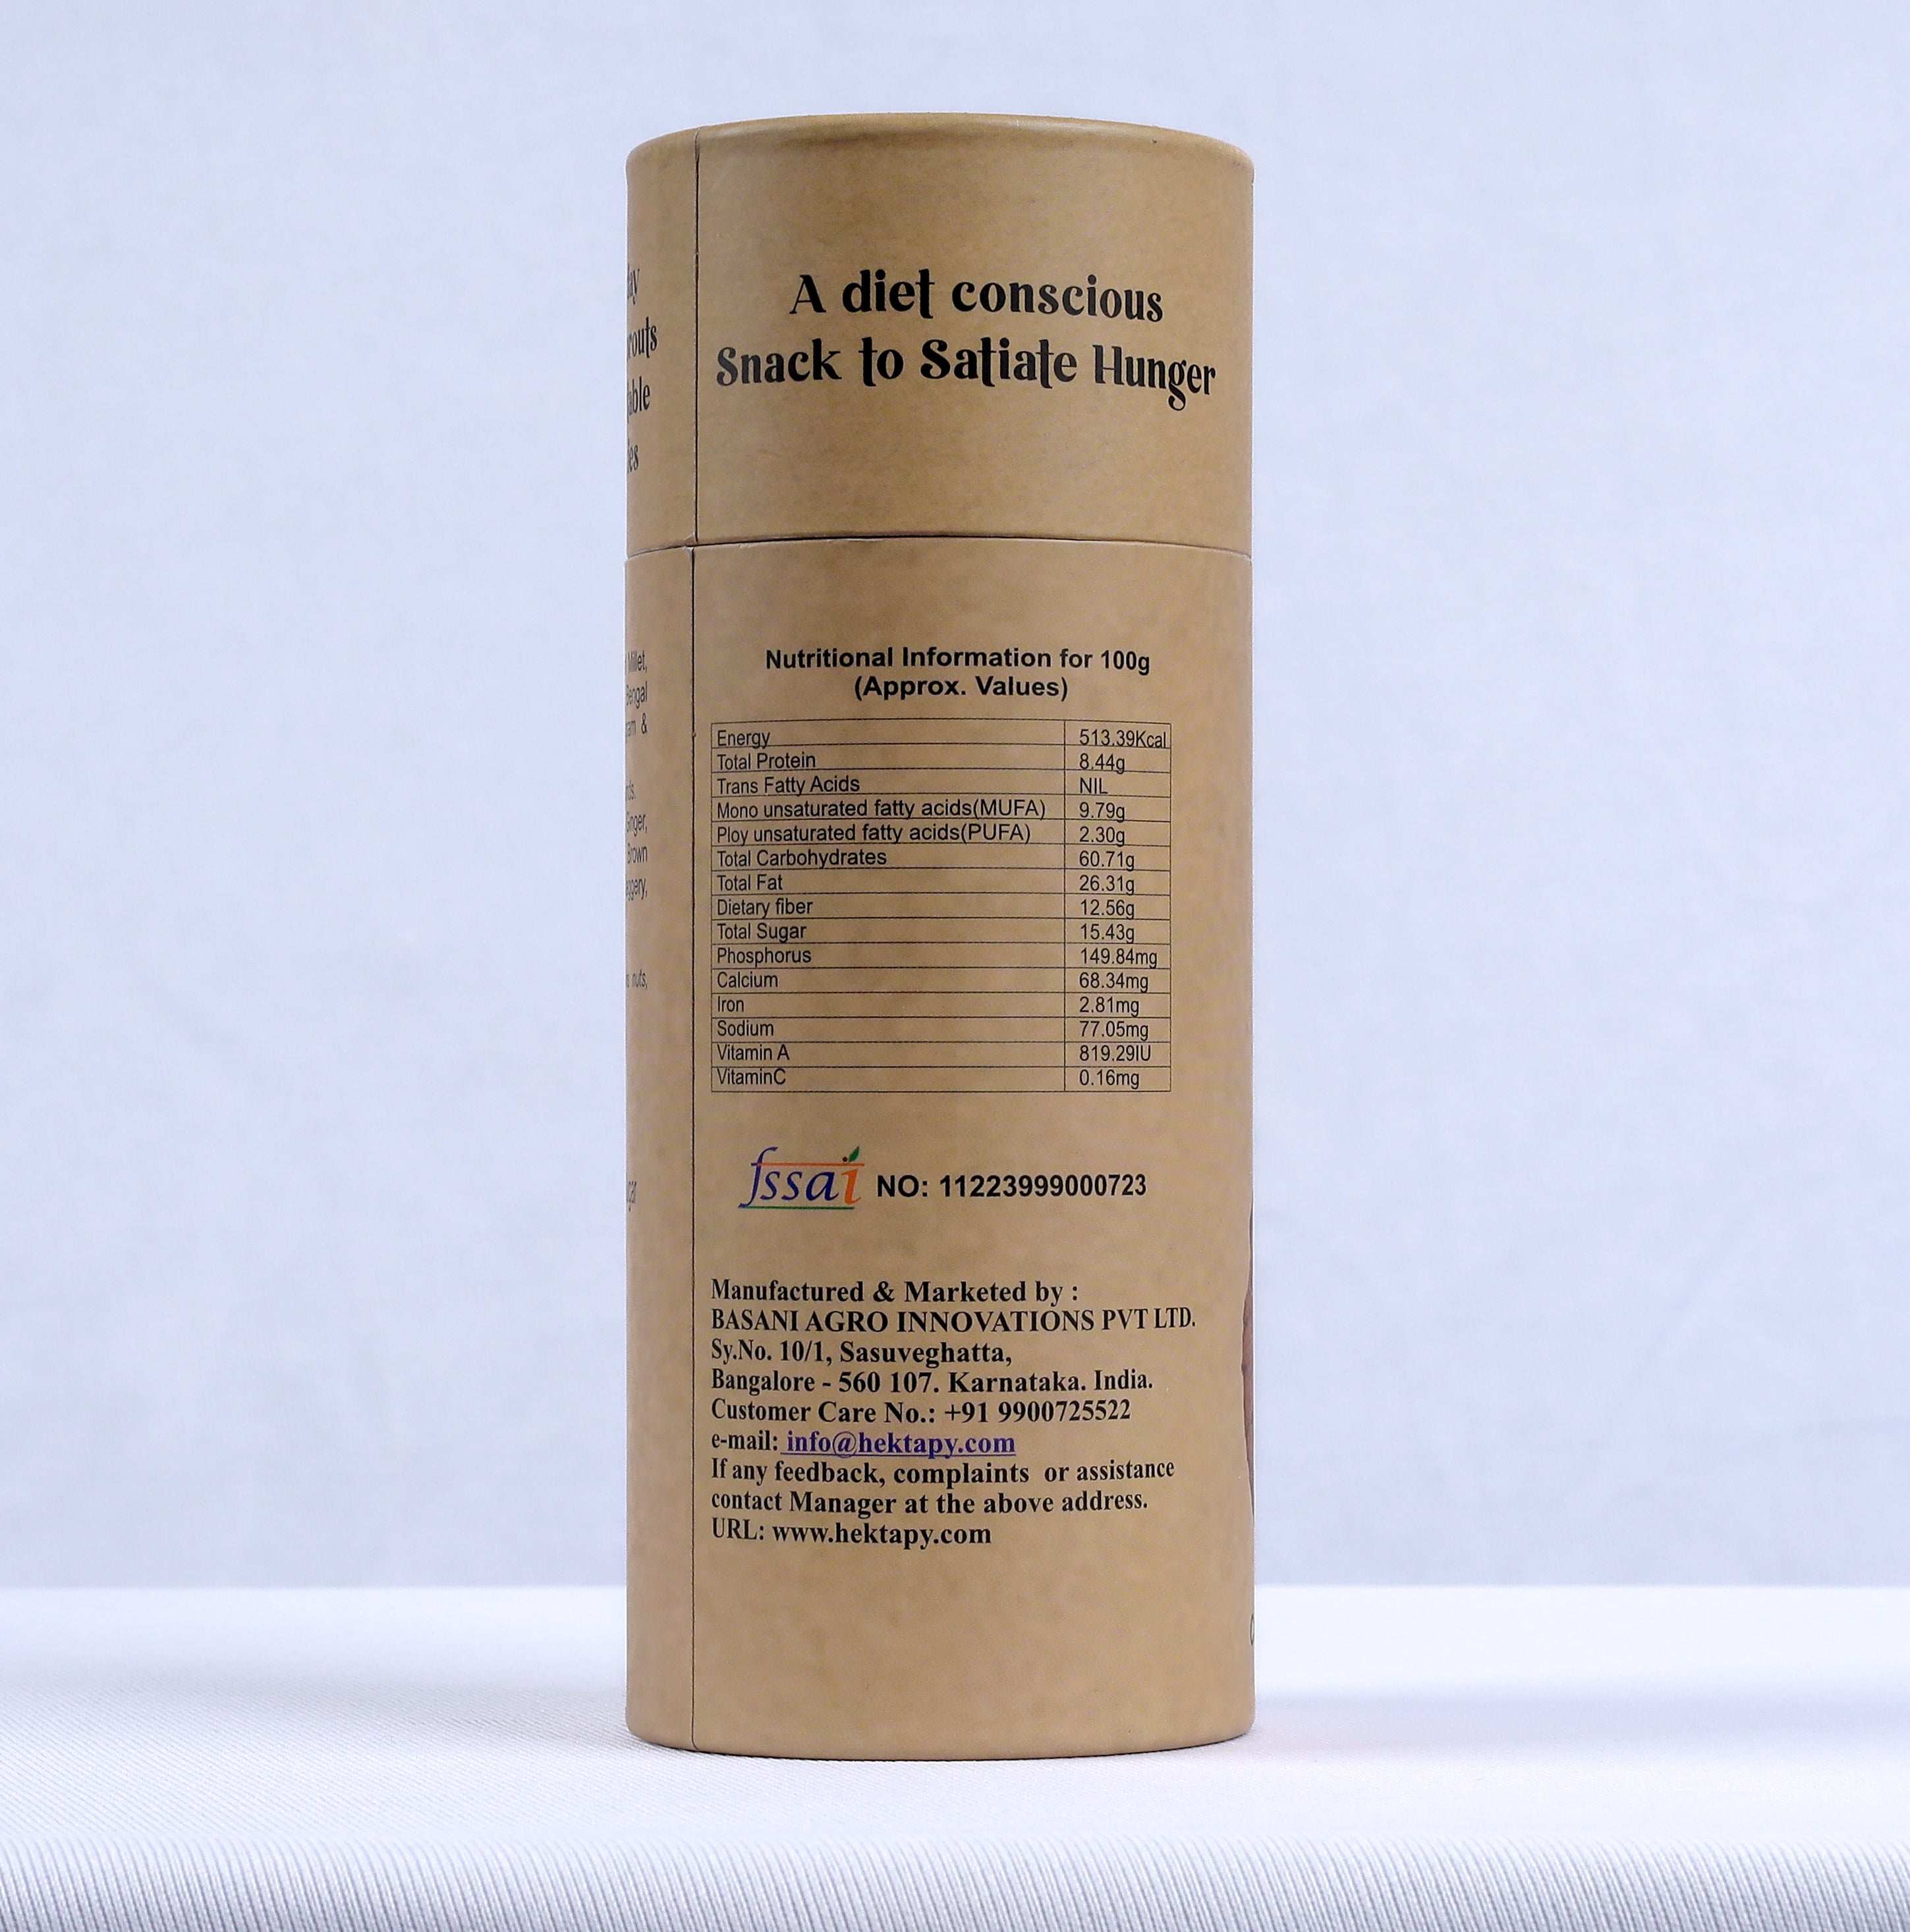 A diet conscious
Snack to Satiate Hunger
able
Millet,
Bengal
&
Ginger,
Brown
nuts,
Nutritional Information for 100g
(Approx. Values)
Energy 513.39Kcal
Total Protein 8.44g
Trans Fatty Acids NIL
Mono unsaturated fatty acids(MUFA) 9.79g
Ploy unsaturated fatty acids(PUFA) 2.30g
Total Carbohydrates 60.71g
Total Fat 26.31g
Dietary fiber 12.56g
Total Sugar 15.43g
Phosphorus 149.84mg
Calcium 68.34mg
Iron 2.81mg
Sodium 77.05mg
Vitamin A 819.29IU
VitaminC 0.16mg
fssai NO: 11223999000723
Manufactured & Marketed by :
BASANI AGRO INNOVATIONS PVT LTD.
Sy.No. 10/1, Sasuveghatta,
Bangalore - 560 107. Karnataka. India.
Customer Care No.: +91 9900725522
e-mail: info@hektapy.com
If any feedback, complaints or assistance
contact Manager at the above address.
URL: www.hektapy.com